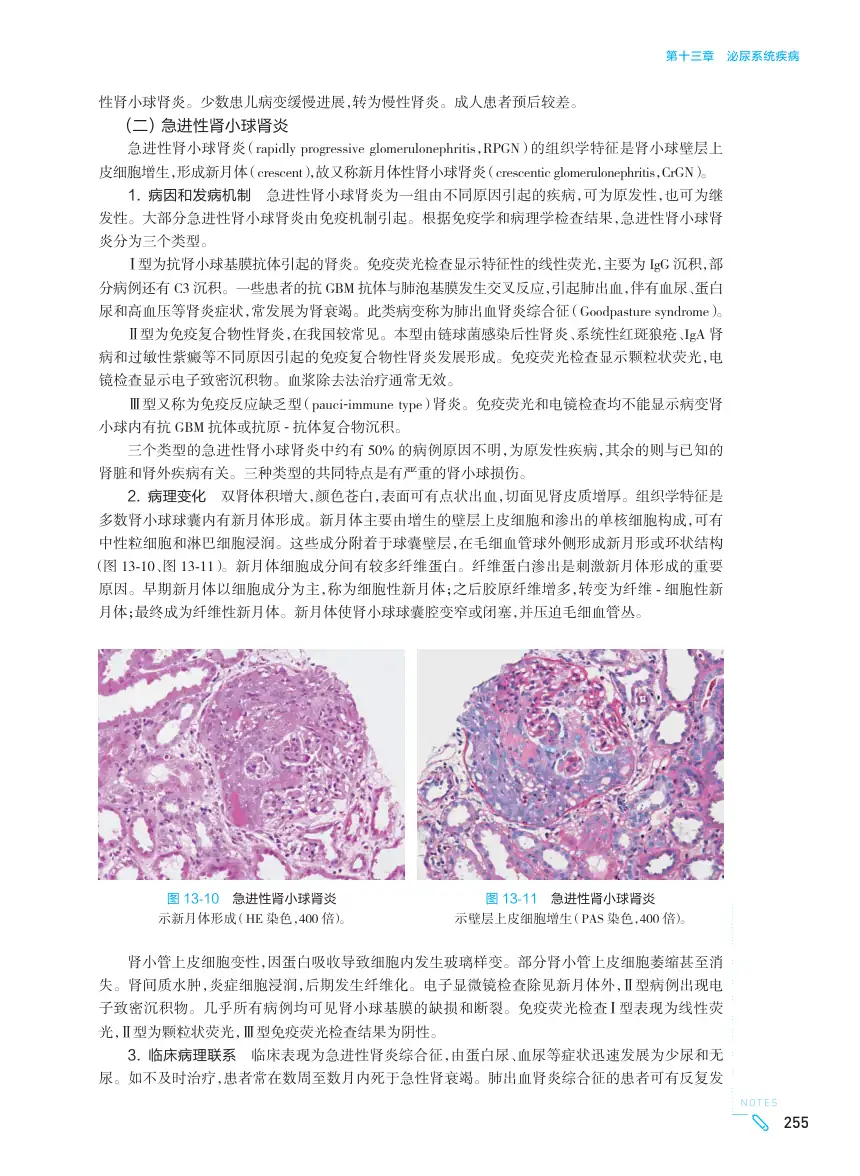 第十三章 泌尿系统疾病
性肾小球肾炎。少数患儿病变缓慢进展,转为慢性肾炎。成人患者预后较差。
(二) 急进性肾小球肾炎
急进性肾小球肾炎(rapidly progressive glomerulonephritis,RPGN)的组织学特征是肾小球壁层上
皮细胞增生,形成新月体(crescent),故又称新月体性肾小球肾炎(crescentic glomerulonephritis,CrGN)。
1. 病因和发病机制 急进性肾小球肾炎为一组由不同原因引起的疾病,可为原发性,也可为继
发性。大部分急进性肾小球肾炎由免疫机制引起。根据免疫学和病理学检查结果,急进性肾小球肾
炎分为三个类型。
Ⅰ型为抗肾小球基膜抗体引起的肾炎。免疫荧光检查显示特征性的线性荧光,主要为 IgG 沉积,部
分病例还有 C3 沉积。一些患者的抗 GBM 抗体与肺泡基膜发生交叉反应,引起肺出血,伴有血尿、蛋白
尿和高血压等肾炎症状,常发展为肾衰竭。此类病变称为肺出血肾炎综合征(Goodpasture syndrome)。
Ⅱ型为免疫复合物性肾炎,在我国较常见。本型由链球菌感染后性肾炎、系统性红斑狼疮、IgA 肾
病和过敏性紫癜等不同原因引起的免疫复合物性肾炎发展形成。免疫荧光检查显示颗粒状荧光,电
镜检查显示电子致密沉积物。血浆除去法治疗通常无效。
Ⅲ型又称为免疫反应缺乏型(pauci-immune type)肾炎。免疫荧光和电镜检查均不能显示病变肾
小球内有抗 GBM 抗体或抗原 - 抗体复合物沉积。
三个类型的急进性肾小球肾炎中约有 50% 的病例原因不明,为原发性疾病,其余的则与已知的
肾脏和肾外疾病有关。三种类型的共同特点是有严重的肾小球损伤。
2. 病理变化 双肾体积增大,颜色苍白,表面可有点状出血,切面见肾皮质增厚。组织学特征是
多数肾小球球囊内有新月体形成。新月体主要由增生的壁层上皮细胞和渗出的单核细胞构成,可有
中性粒细胞和淋巴细胞浸润。这些成分附着于球囊壁层,在毛细血管球外侧形成新月形或环状结构
(图 13-10、图 13-11)。新月体细胞成分间有较多纤维蛋白。纤维蛋白渗出是刺激新月体形成的重要
原因。早期新月体以细胞成分为主,称为细胞性新月体;之后胶原纤维增多,转变为纤维 - 细胞性新
月体;最终成为纤维性新月体。新月体使肾小球球囊腔变窄或闭塞,并压迫毛细血管丛。
图 13-10 急进性肾小球肾炎
示新月体形成(HE 染色,400 倍)。
图 13-11 急进性肾小球肾炎
示壁层上皮细胞增生(PAS 染色,400 倍)。
肾小管上皮细胞变性,因蛋白吸收导致细胞内发生玻璃样变。部分肾小管上皮细胞萎缩甚至消
失。肾间质水肿,炎症细胞浸润,后期发生纤维化。电子显微镜检查除见新月体外,Ⅱ型病例出现电
子致密沉积物。几乎所有病例均可见肾小球基膜的缺损和断裂。免疫荧光检查Ⅰ型表现为线性荧
光,Ⅱ型为颗粒状荧光,Ⅲ型免疫荧光检查结果为阴性。
3. 临床病理联系 临床表现为急进性肾炎综合征,由蛋白尿、血尿等症状迅速发展为少尿和无
尿。如不及时治疗,患者常在数周至数月内死于急性肾衰竭。肺出血肾炎综合征的患者可有反复发
NOTES
255